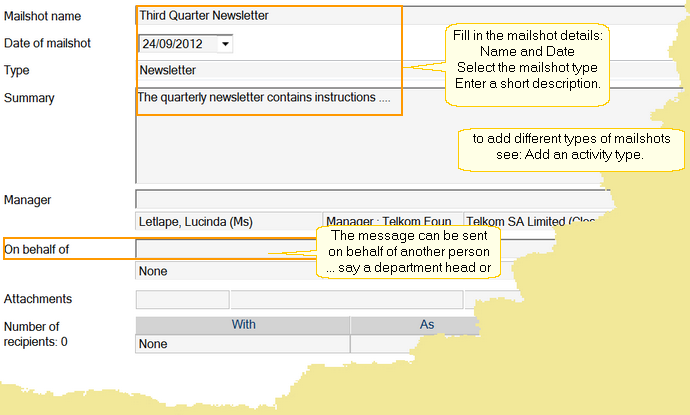 Mailshot name
Third Quarter Newsletter
Date of mailshot
24/09/2012
Type
Newsletter
Summary
The quarterly newsletter contains instructions ....
Fill in the mailshot details:
Name and Date
Select the mailshot type
Enter a short description.
to add different types of mailshots
see: Add an activity type.
Manager
Letlape, Lucinda (Ms)
Manager : Telkom Foun
Telkom SA Limited
On behalf of
None
The message can be sent
on behalf of another person
... say a department head or
Attachments
Number of
recipients: 0
With
As
None